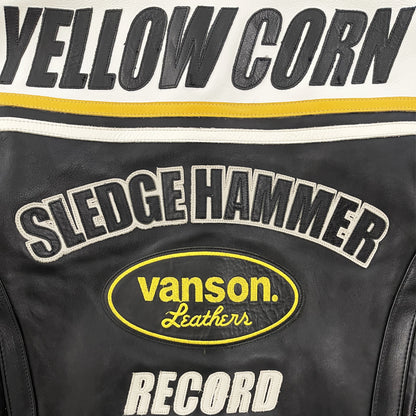 YELLOW CORN
SLEDGE HAMMER
vanson.
Leathers
RECORD